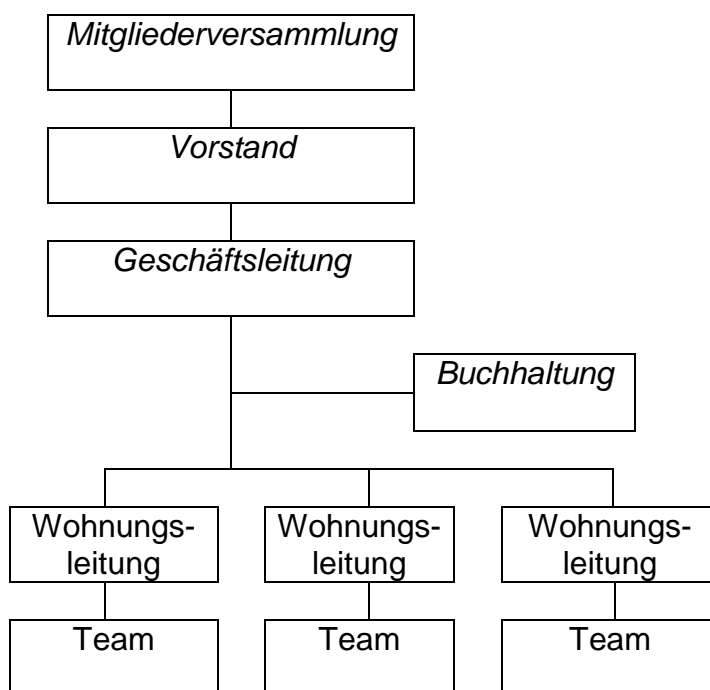 Mitgliederversammlung
Vorstand
Geschäftsleitung
Buchhaltung
Wohnungs-
leitung
Wohnungs-
leitung
Wohnungs-
leitung
Team
Team
Team